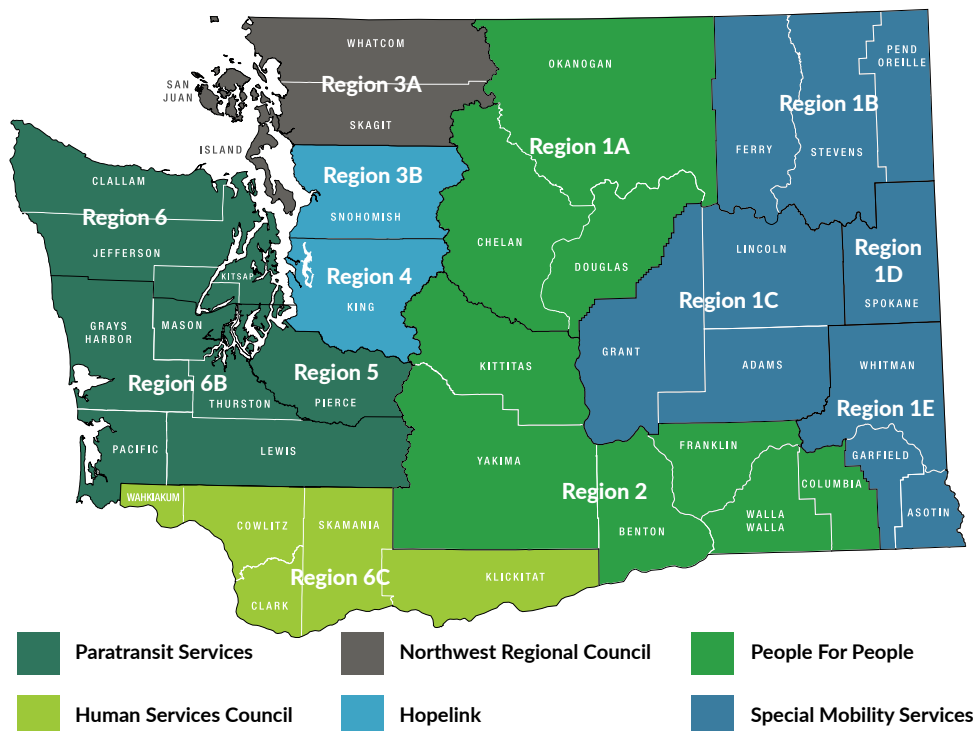 WHATCOM
Region 3A
SKAGIT
SAN
JUAN
ISLAND
OKANOGAN
Region 1A
CHELAN
DOUGLAS
PEND
OREILLE
Region 1B
FERRY
STEVENS
Region 3B
SNOHOMISH
Region 4
KING
CLALLAM
Region 6
JEFFERSON
KITSAP
GRAYS
HARBOR
MASON
Region 6B
THURSTON
Region 5
PIERCE
PACIFIC
LEWIS
LINCOLN
Region 1C
GRANT
ADAMS
Region
1D
SPOKANE
WHITMAN
Region 1E
GARFIELD
ASOTIN
KITTITAS
YAKIMA
Region 2
BENTON
FRANKLIN
WALLA
WALLA
COLUMBIA
WAHKIAKUM
COWLITZ
SKAMANIA
Region 6C
CLARK
KLICKITAT
Paratransit Services
Northwest Regional Council
People For People
Human Services Council
Hopelink
Special Mobility Services